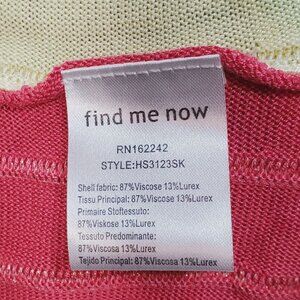 find me now
RN162242
STYLE:HS3123SK
Shell fabric: 87%Viscose 13%Lurex
Tissu Principal: 87%Viscose 13%Lurex
Primaire Stoftessuto:
87%Viskose 13%Lurex
Tessuto Predominante:
87%Viscosa 13%Lurex
Tejido Principal: 87%Viscosa 13%Lurex